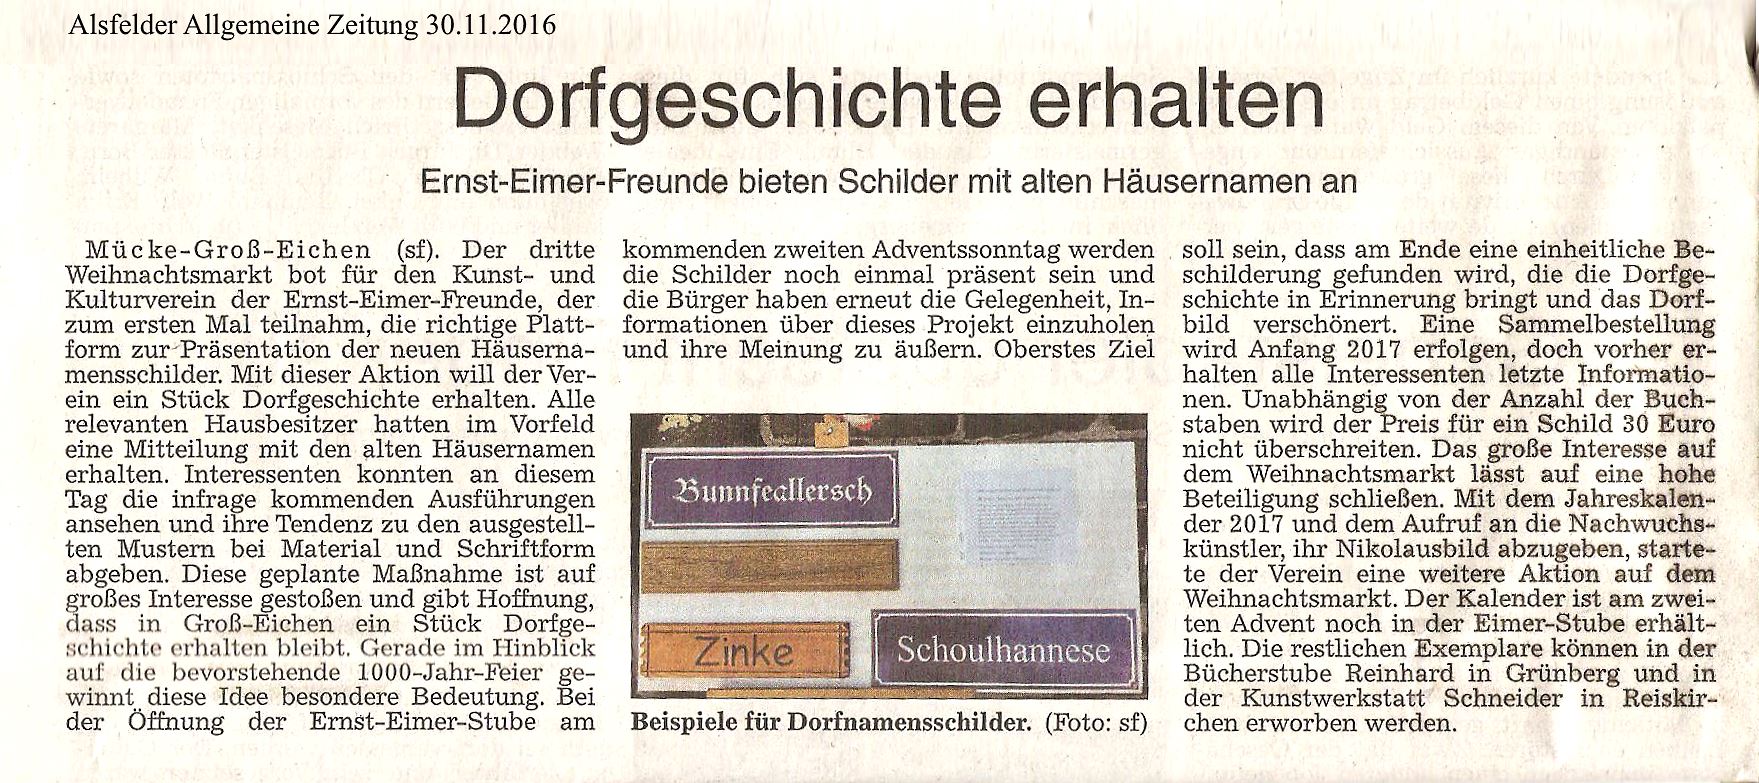 Alsfelder Allgemeine Zeitung 30.11.2016
Dorfgeschichte erhalten
Ernst-Eimer-Freunde bieten Schilder mit alten Häusernamen an
Mücke-Groß-Eichen (sf). Der dritte
Weihnachtsmarkt bot für den Kunst- und
Kulturverein der Ernst-Eimer-Freunde, der
zum ersten Mal teilnahm, die richtige Platt-
form zur Präsentation der neuen Häuserna-
mensschilder. Mit dieser Aktion will der Ver-
ein ein Stück Dorfgeschichte erhalten. Alle
relevanten Hausbesitzer hatten im Vorfeld
eine Mitteilung mit den alten Häusernamen
erhalten. Interessenten konnten an diesem
Tag die infrage kommenden Ausführungen
ansehen und ihre Tendenz zu den ausgestell-
ten Mustern bei Material und Schriftform
abgeben. Diese geplante Maßnahme ist auf
großes Interesse gestoßen und gibt Hoffnung,
dass in Groß-Eichen ein Stück Dorfge-
schichte erhalten bleibt. Gerade im Hinblick
auf die bevorstehende 1000-Jahr-Feier ge-
winnt diese Idee besondere Bedeutung. Bei
der Öffnung der Ernst-Eimer-Stube am
kommenden zweiten Adventssonntag werden
die Schilder noch einmal präsent sein und
die Bürger haben erneut die Gelegenheit, In-
formationen über dieses Projekt einzuholen
und ihre Meinung zu äußern. Oberstes Ziel
Bunnfeallersch
Zinke
Schoulhannese
Beispiele für Dorfnamensschilder. (Foto: sf)
soll sein, dass am Ende eine einheitliche Be-
schilderung gefunden wird, die die Dorfge-
schichte in Erinnerung bringt und das Dorf-
bild verschönert. Eine Sammelbestellung
wird Anfang 2017 erfolgen, doch vorher er-
halten alle Interessenten letzte Informatio-
nen. Unabhängig von der Anzahl der Buch-
staben wird der Preis für ein Schild 30 Euro
nicht überschreiten. Das große Interesse auf
dem Weihnachtsmarkt lässt auf eine hohe
Beteiligung schließen. Mit dem Jahreskalen-
der 2017 und dem Aufruf an die Nachwuchs-
künstler, ihr Nikolausbild abzugeben, starte-
te der Verein eine weitere Aktion auf dem
Weihnachtsmarkt. Der Kalender ist am zwei-
ten Advent noch in der Eimer-Stube erhält-
lich. Die restlichen Exemplare können in der
Bücherstube Reinhard in Grünberg und in
der Kunstwerkstatt Schneider in Reiskir-
chen erworben werden.